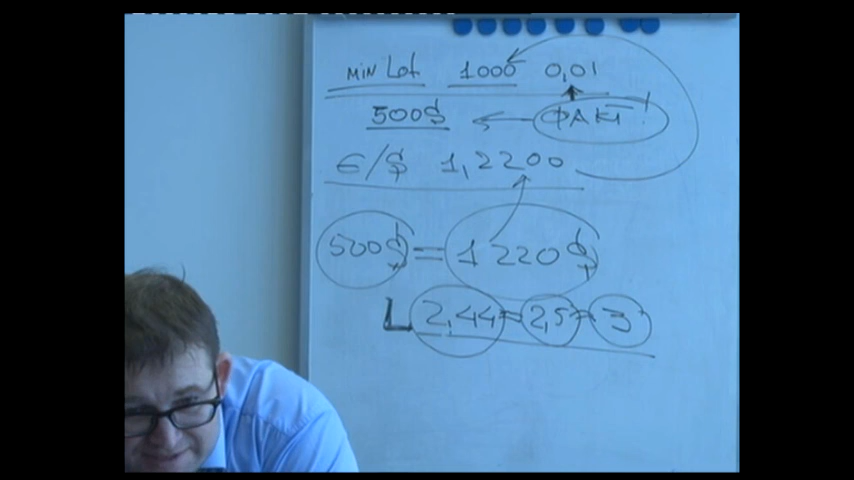 MIN Lot 1000 0,01
500$ ФАКТ!
€/$ 1,2200
500$ = 1220$
L 2,44 = 2,5 = 3